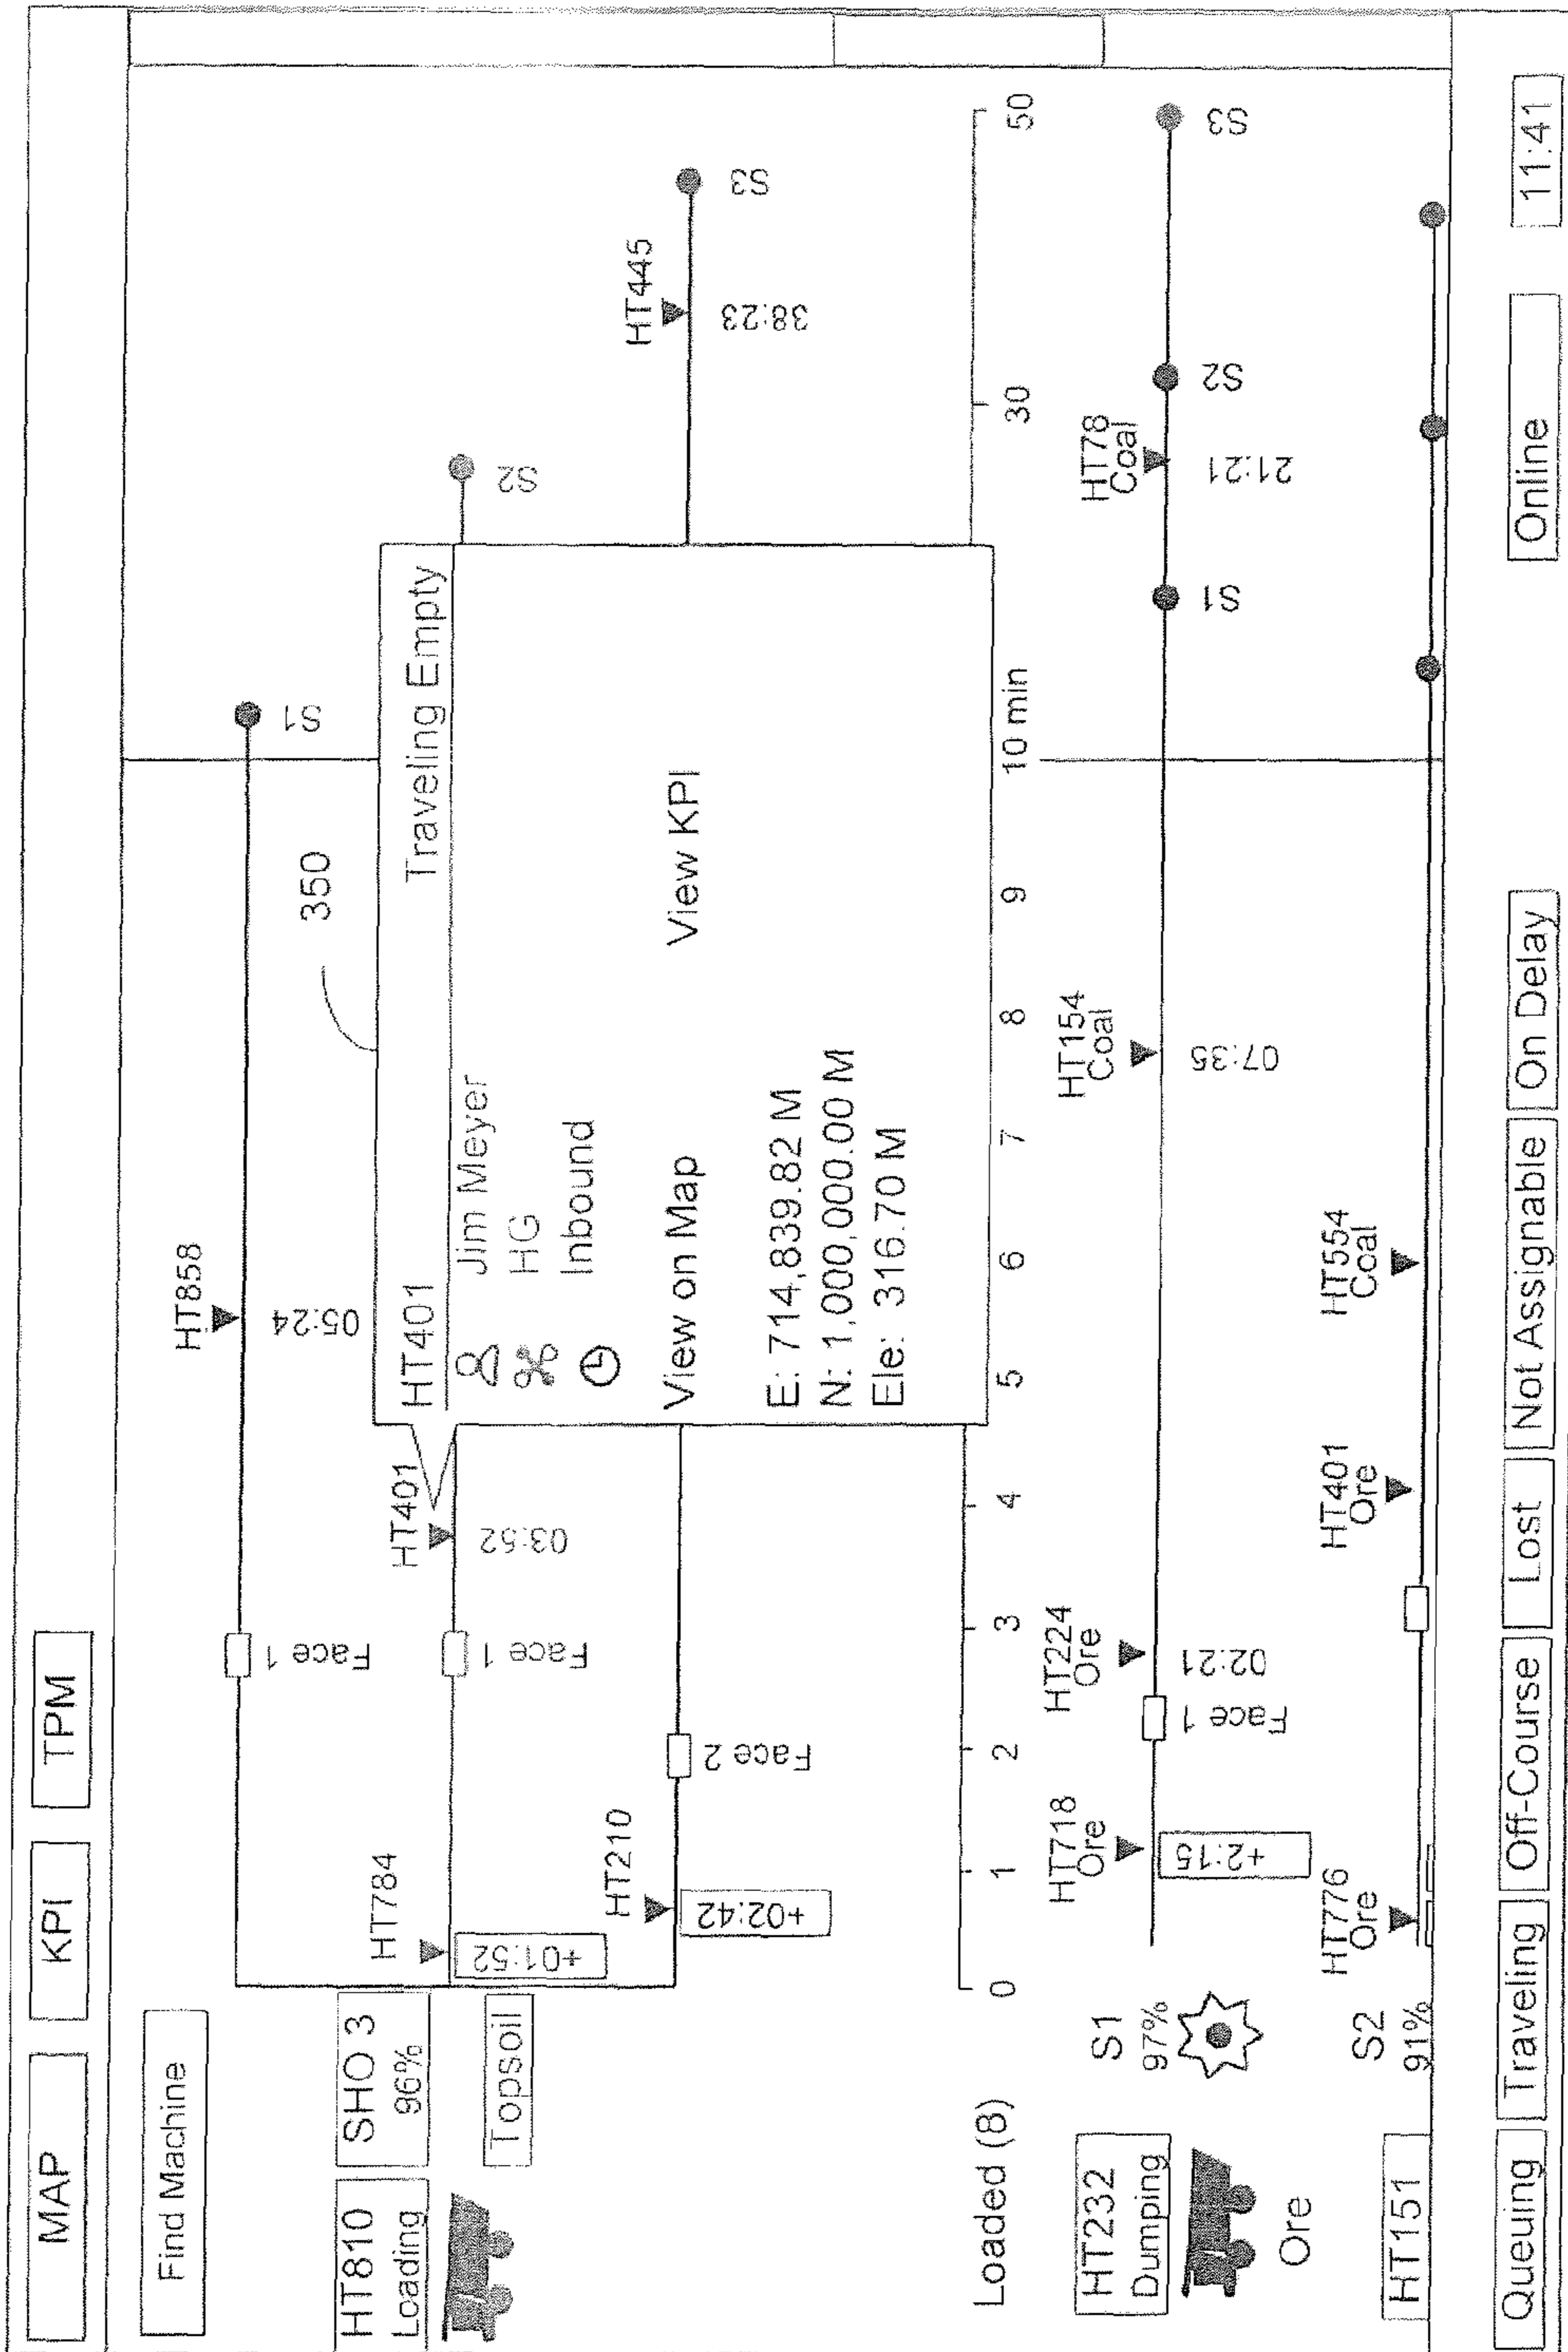 MAP
KPI
TPM
Find Machine
HT810
Loading
SHO 3
96%
Topsoil
HT858
05:24
Face 1
S1
350
HT784
+01:52
Face 1
HT401
03:52
S2
HT401
Traveling Empty
Jim Meyer
HG
Inbound
View on Map
View KPI
E: 714,839.82 M
N: 1,000,000.00 M
Ele: 316.70 M
HT210
+02:42
Face 2
HT445
38:23
S3
0 1 2 3 4 5 6 7 8 9 10 min 30 50
Loaded (8)
HT232
Dumping
Ore
S1
97%
HT718
Ore
+2:15
Face 1
HT224
Ore
02:21
HT154
Coal
07:35
S1
HT78
Coal
21:21
S2
S3
HT151
S2
91%
HT776
Ore
HT401
Ore
HT554
Coal
Queuing
Traveling
Off-Course
Lost
Not Assignable
On Delay
Online
11:41